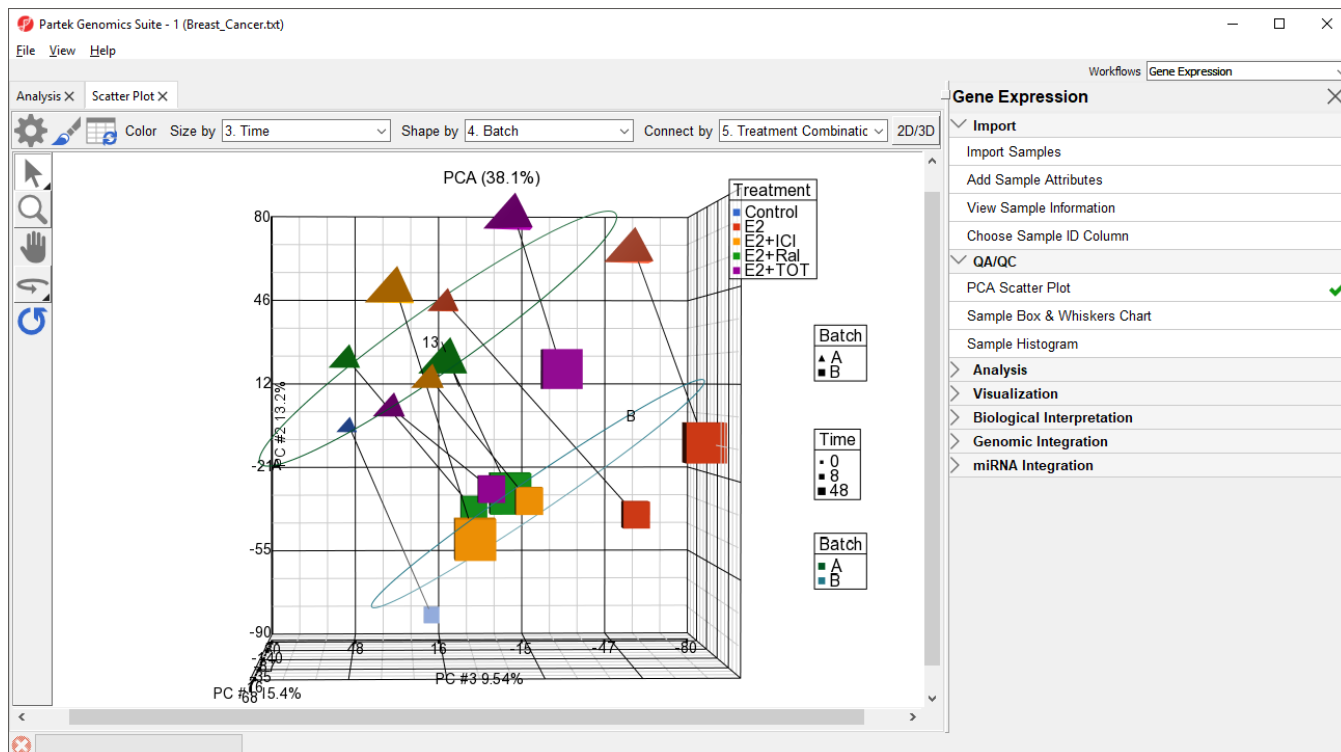 Partek Genomics Suite - 1 (Breast_Cancer.txt)
File View Help
Workflows Gene Expression
Analysis Scatter Plot
Color Size by 3. Time Shape by 4. Batch Connect by 5. Treatment Combinatic 2D/3D
Gene Expression
Import
Import Samples
Add Sample Attributes
View Sample Information
Choose Sample ID Column
QA/QC
PCA Scatter Plot
Sample Box & Whiskers Chart
Sample Histogram
Analysis
Visualization
Biological Interpretation
Genomic Integration
miRNA Integration
PCA (38.1%)
80
46
12
-21
-55
-90
PC #2 13.2%
13
B
48
16
-15
-47
-80
PC #3 9.54%
PC #1 15.4%
68
Treatment
Control
E2
E2+ICI
E2+Ral
E2+TOT
Batch
A
B
Time
0
8
48
Batch
A
B